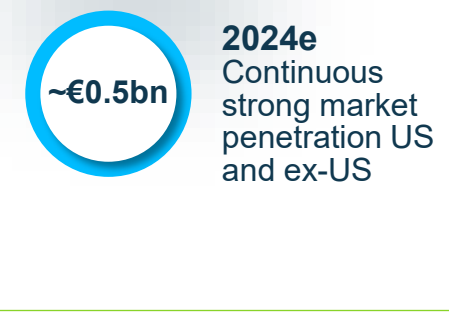 ~€0.5bn
2024e
Continuous
strong market
penetration US
and ex-US